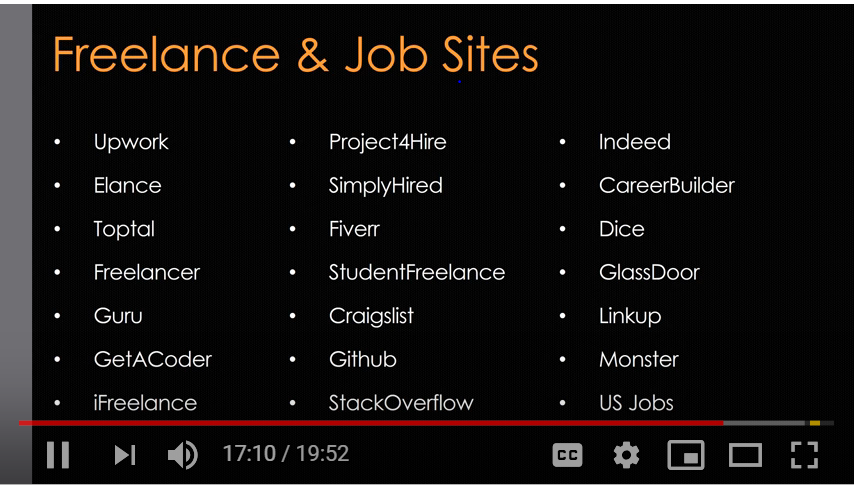 Freelance & Job Sites
• Upwork
• Elance
• Toptal
• Freelancer
• Guru
• GetACoder
• iFreelance
• Project4Hire
• SimplyHired
• Fiverr
• StudentFreelance
• Craigslist
• Github
• StackOverflow
• Indeed
• CareerBuilder
• Dice
• GlassDoor
• Linkup
• Monster
• US Jobs
17:10 / 19:52
CC